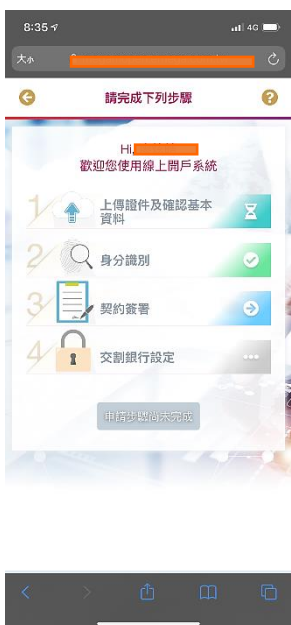 8:35
4G
大小
請完成下列步驟
?
Hi,
歡迎您使用線上開戶系統
1 上傳證件及確認基本
資料
2 身分識別
3 契約簽署
4 交割銀行設定
申請步驟尚未完成